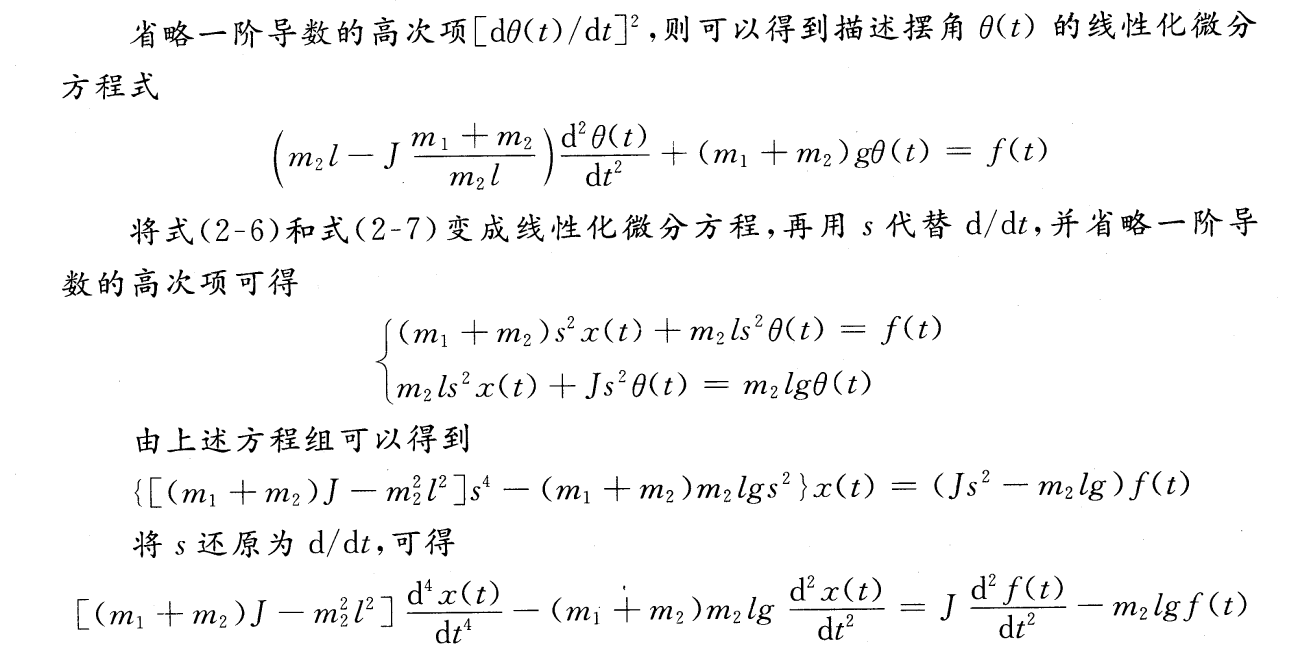 省略一阶导数的高次项[dθ(t)/dt]²,则可以得到描述摆角 θ(t) 的线性化微分
方程式
(m₂l − J (m₁ + m₂)/(m₂l)) d²θ(t)/dt² + (m₁ + m₂)gθ(t) = f(t)
将式(2-6)和式(2-7)变成线性化微分方程,再用 s 代替 d/dt,并省略一阶导
数的高次项可得
{(m₁ + m₂)s²x(t) + m₂ls²θ(t) = f(t)
m₂ls²x(t) + Js²θ(t) = m₂lgθ(t)
由上述方程组可以得到
{[(m₁ + m₂)J − m₂²l²]s⁴ − (m₁ + m₂)m₂lgs²}x(t) = (Js² − m₂lg)f(t)
将 s 还原为 d/dt,可得
[(m₁ + m₂)J − m₂²l²] d⁴x(t)/dt⁴ − (m₁ + m₂)m₂lg d²x(t)/dt² = J d²f(t)/dt² − m₂lgf(t)